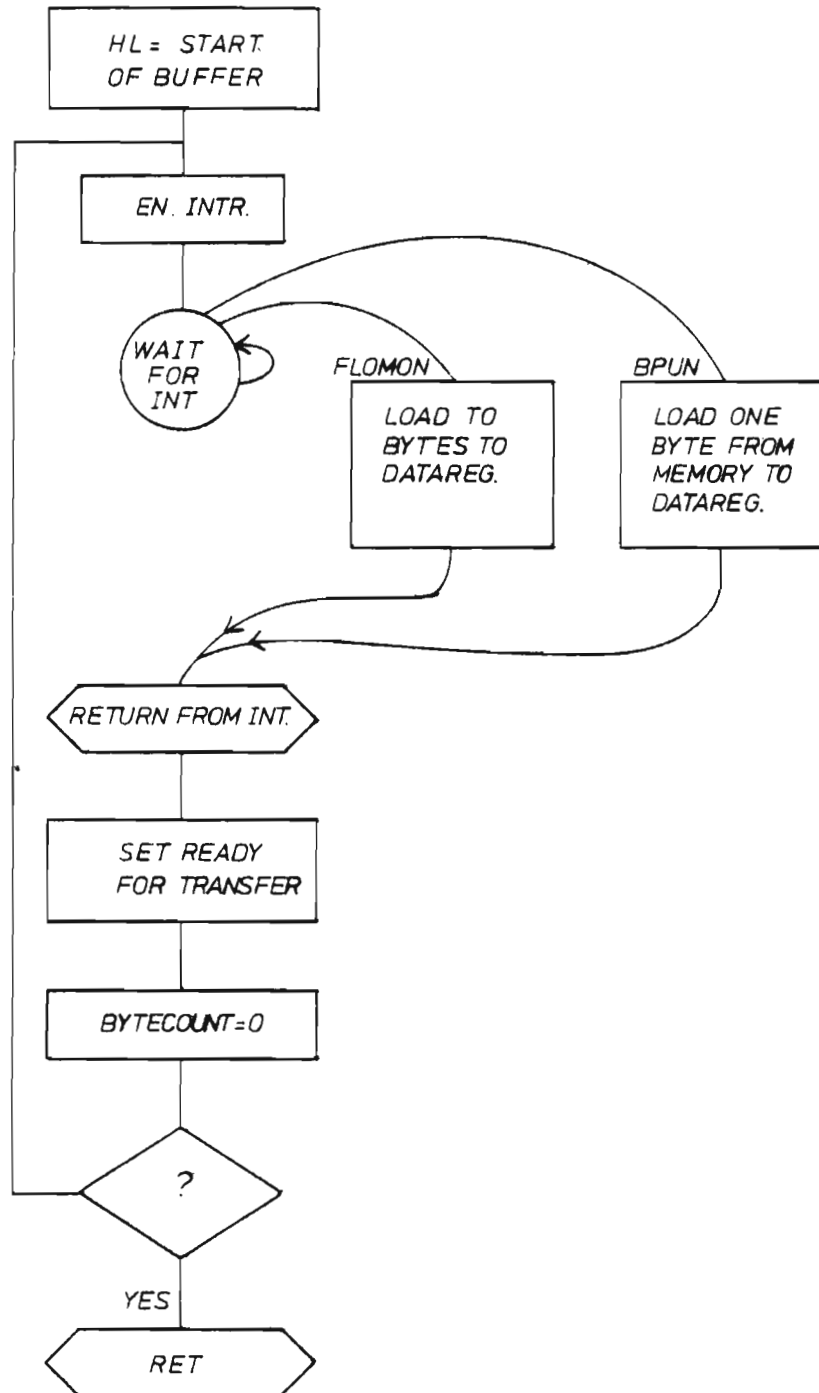 HL = START.
OF BUFFER
EN. INTR.
WAIT
FOR
INT
FLOMON
LOAD TO
BYTES TO
DATAREG.
BPUN
LOAD ONE
BYTE FROM
MEMORY TO
DATAREG.
RETURN FROM INT.
SET READY
FOR TRANSFER
BYTECOUNT=0
?
YES
RET